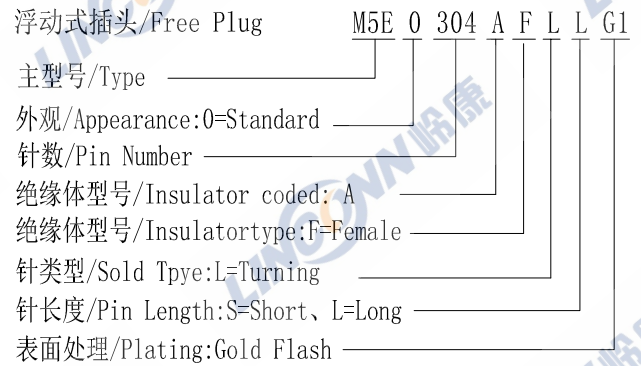 浮动式插头/Free Plug M5E 0 304 A F L L G1
主型号/Type
外观/Appearance:0=Standard
针数/Pin Number
绝缘体型号/Insulator coded: A
绝缘体型号/Insulatortype:F=Female
针类型/Sold Tpye:L=Turning
针长度/Pin Length:S=Short、L=Long
表面处理/Plating:Gold Flash
LINGCONN 岭康